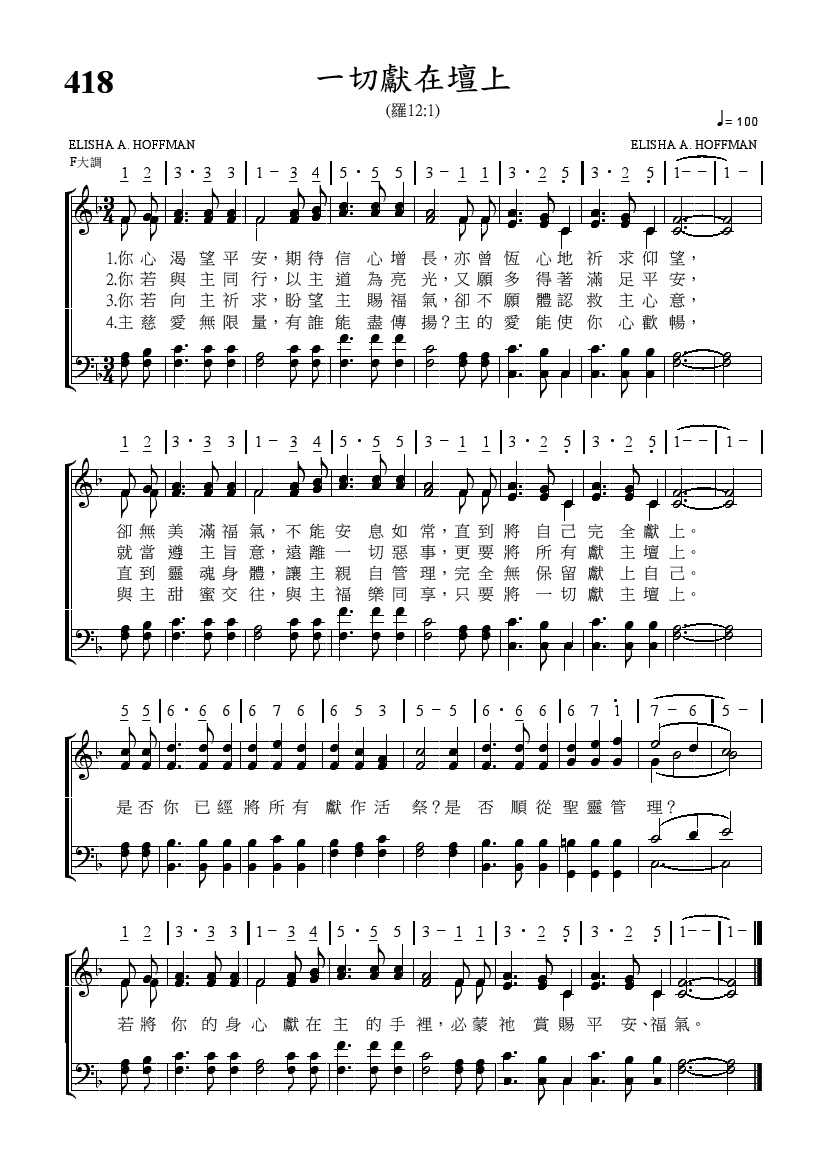 418
一切獻在壇上
(羅12:1)
♩= 100
ELISHA A. HOFFMAN ELISHA A. HOFFMAN
F大調
1 2 | 3 · 3 3 | 1 - 3 4 | 5 · 5 5 | 3 - 1 1 | 3 · 2 5 | 3 · 2 5 | 1 - - | 1 - |
1.你心渴望平安,期待信心增長,亦曾恆心地祈求仰望,
2.你若與主同行,以主道為亮光,又願多得著滿足平安,
3.你若向主祈求,盼望主賜福氣,卻不願體認救主心意,
4.主慈愛無限量,有誰能盡傳揚?主的愛能使你心歡暢,
1 2 | 3 · 3 3 | 1 - 3 4 | 5 · 5 5 | 3 - 1 1 | 3 · 2 5 | 3 · 2 5 | 1 - - | 1 - |
卻無美滿福氣,不能安息如常,直到將自己完全獻上。
就當遵主旨意,遠離一切惡事,更要將所有獻主壇上。
直到靈魂身體,讓主親自管理,完全無保留獻上自己。
與主甜蜜交往,與主福樂同享,只要將一切獻主壇上。
5 5 | 6 · 6 6 | 6 7 6 | 6 5 3 | 5 - 5 | 6 · 6 6 | 6 7 1 | 7 - 6 | 5 - |
是否你已經將所有獻作活祭?是否順從聖靈管理?
1 2 | 3 · 3 3 | 1 - 3 4 | 5 · 5 5 | 3 - 1 1 | 3 · 2 5 | 3 · 2 5 | 1 - - | 1 -
若將你的身心獻在主的手裡,必蒙祂賞賜平安、福氣。